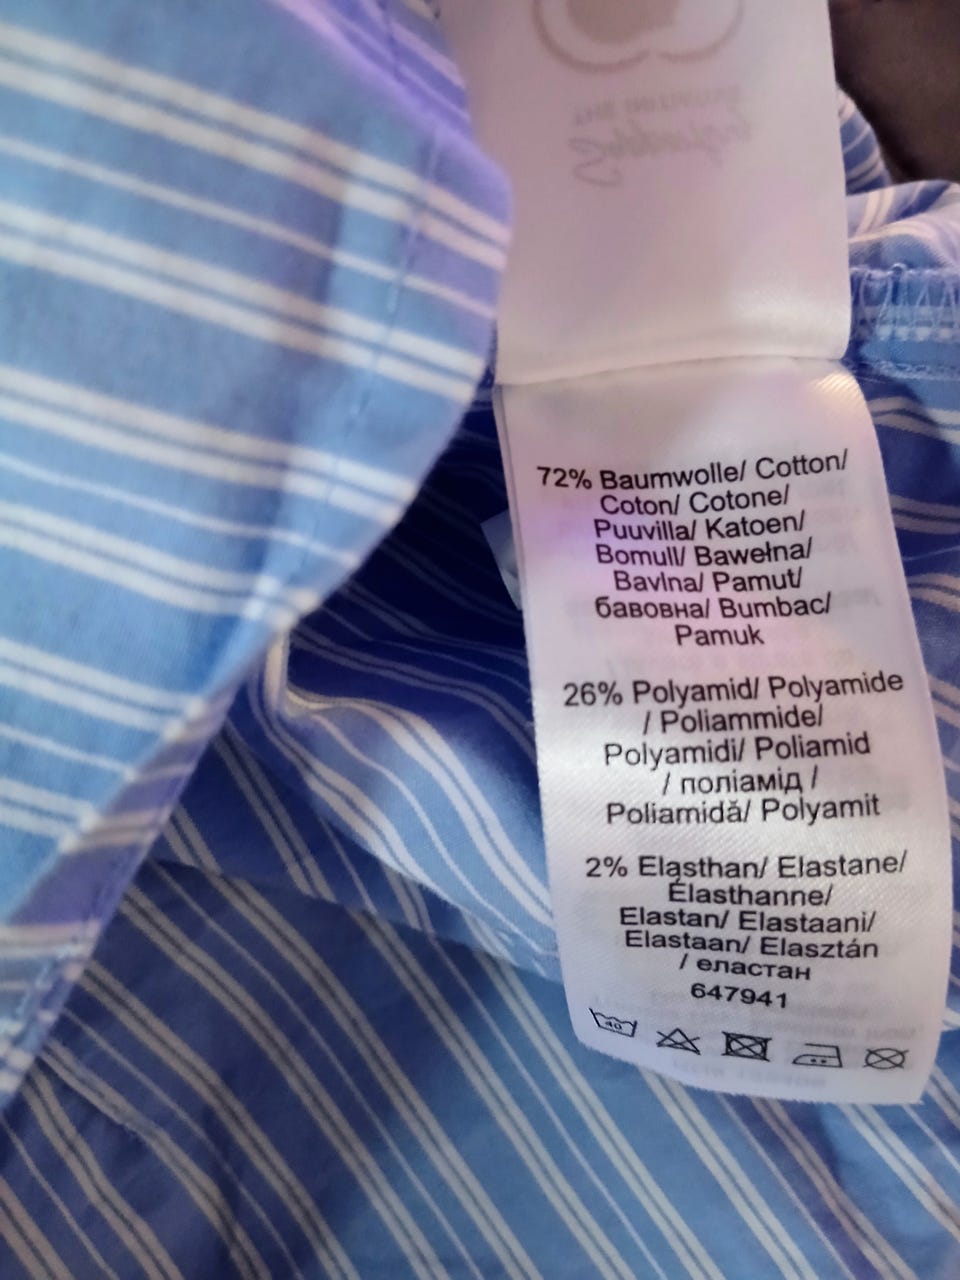 72% Baumwolle/ Cotton/
Coton/ Cotone/
Puuvilla/ Katoen/
Bomull/ Bawełna/
Bavlna/ Pamut/
бавовна/ Bumbac/
Pamuk
26% Polyamid/ Polyamide
/ Poliammide/
Polyamidi/ Poliamid
/ поліамід /
Poliamidă/ Polyamit
2% Elasthan/ Elastane/
Élasthanne/
Elastan/ Elastaani/
Elastaan/ Elasztán
/ еластан
647941
40